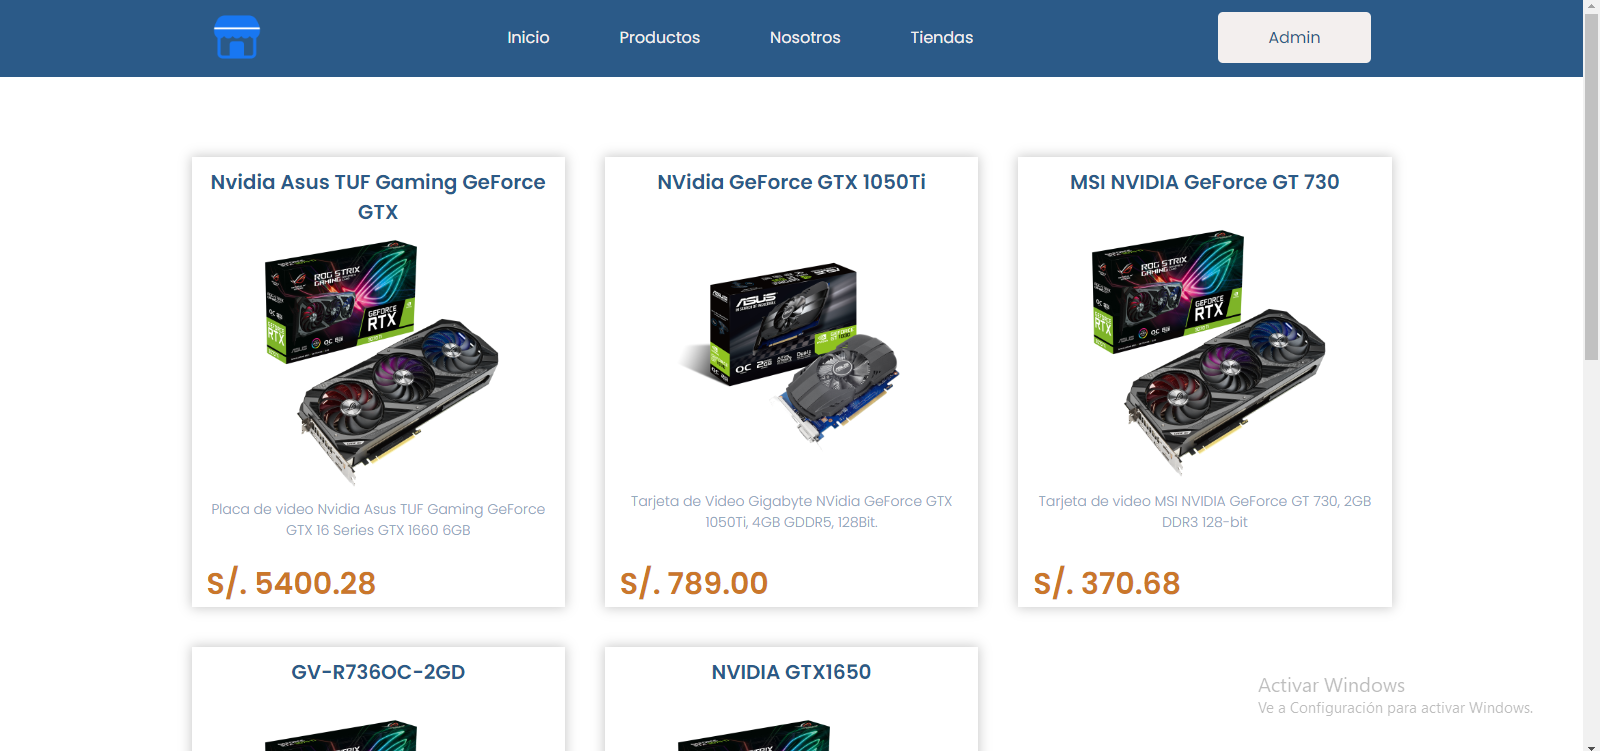 Inicio
Productos
Nosotros
Tiendas
Admin
Nvidia Asus TUF Gaming GeForce
GTX
ROG STRIX
GEFORCE
RTX
Placa de video Nvidia Asus TUF Gaming GeForce
GTX 16 Series GTX 1660 6GB
S/. 5400.28
NVidia GeForce GTX 1050Ti
ASUS
OC 2GB
Tarjeta de Video Gigabyte NVidia GeForce GTX
1050Ti, 4GB GDDR5, 128Bit.
S/. 789.00
MSI NVIDIA GeForce GT 730
ROG STRIX
GEFORCE
RTX
Tarjeta de video MSI NVIDIA GeForce GT 730, 2GB
DDR3 128-bit
S/. 370.68
GV-R736OC-2GD
NVIDIA GTX1650
Activar Windows
Ve a Configuración para activar Windows.